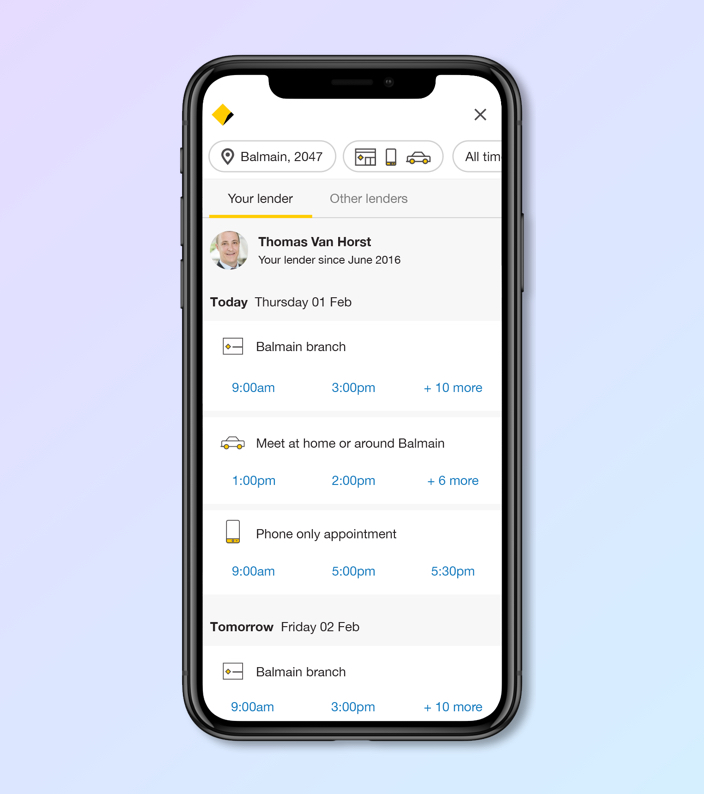 Balmain, 2047
All tim
Your lender Other lenders
Thomas Van Horst
Your lender since June 2016
Today Thursday 01 Feb
Balmain branch
9:00am 3:00pm + 10 more
Meet at home or around Balmain
1:00pm 2:00pm + 6 more
Phone only appointment
9:00am 5:00pm 5:30pm
Tomorrow Friday 02 Feb
Balmain branch
9:00am 3:00pm + 10 more